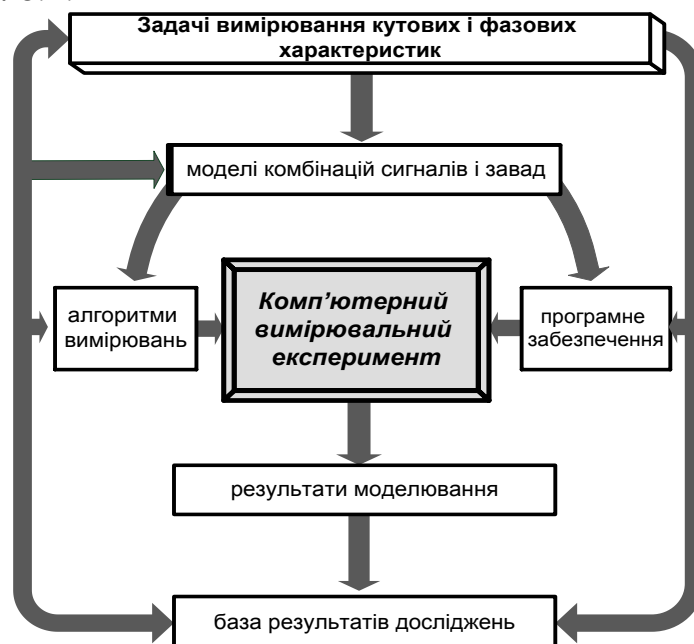 Задачі вимірювання кутових і фазових
характеристик
моделі комбінацій сигналів і завад
алгоритми
вимірювань
Комп’ютерний
вимірювальний
експеримент
програмне
забезпечення
результати моделювання
база результатів досліджень